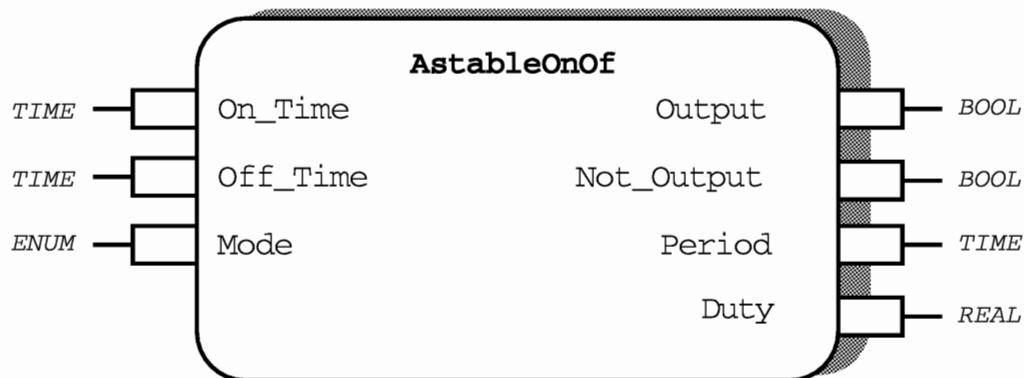 AstableOnOf
TIME On_Time Output BOOL
TIME Off_Time Not_Output BOOL
ENUM Mode Period TIME
Duty REAL